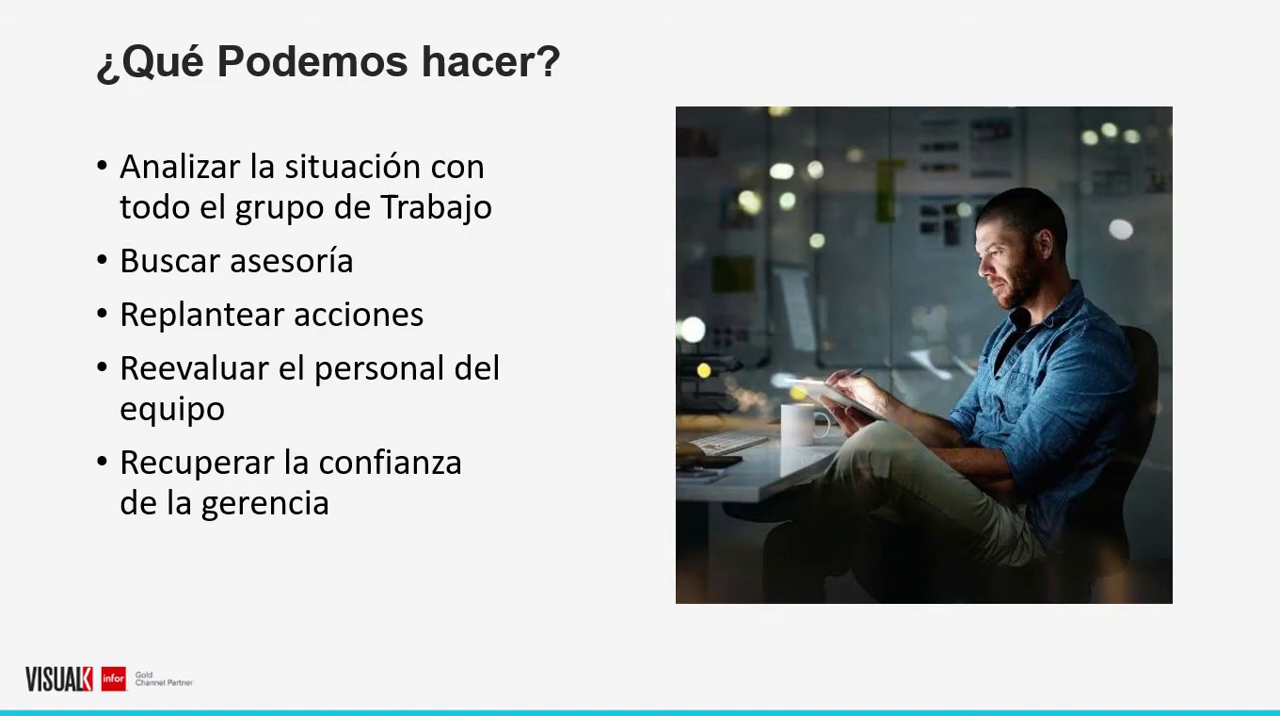 ¿Qué Podemos hacer?
• Analizar la situación con
todo el grupo de Trabajo
• Buscar asesoría
• Replantear acciones
• Reevaluar el personal del
equipo
• Recuperar la confianza
de la gerencia
VISUALK infor Gold
Channel Partner